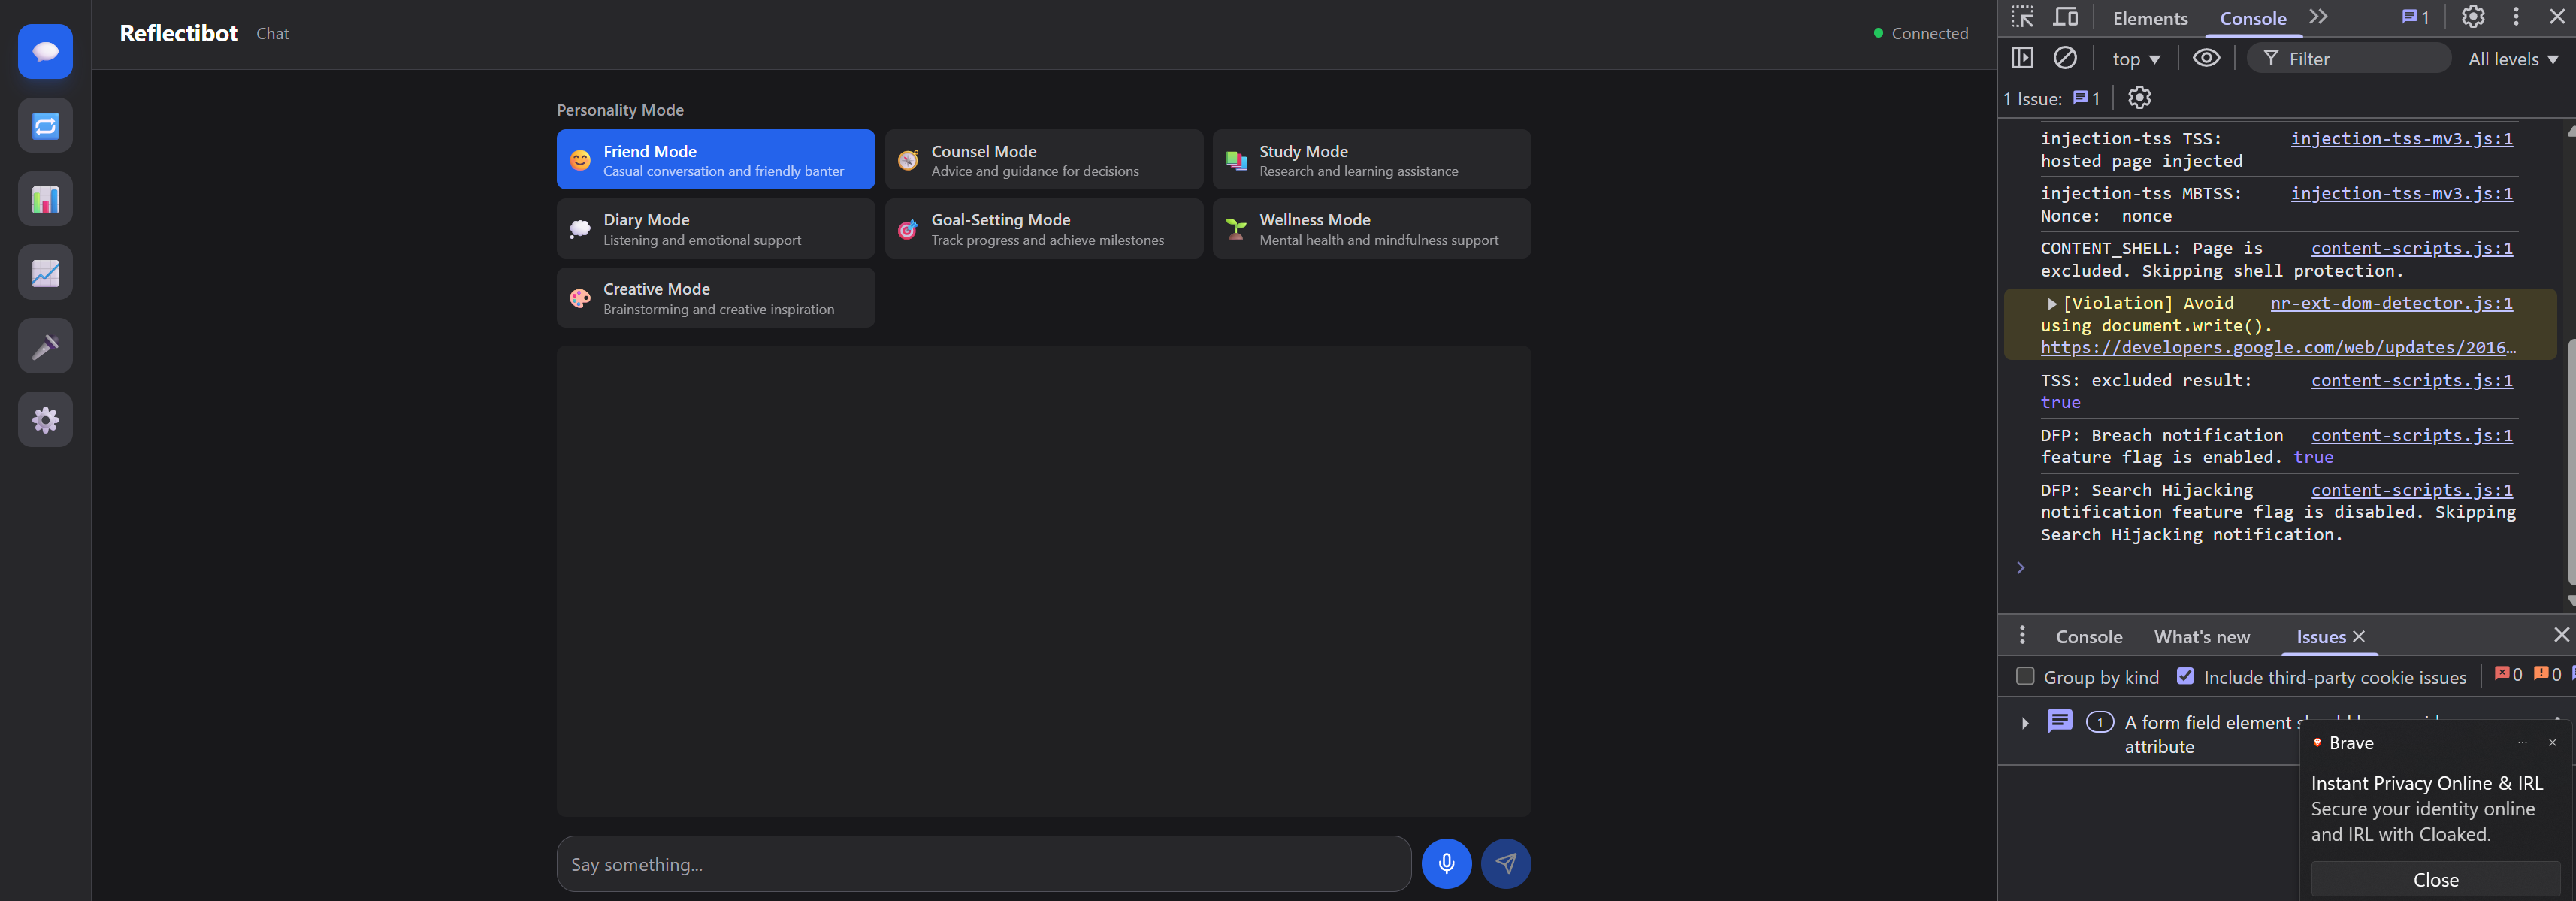 Reflectibot Chat
Connected
Personality Mode
Friend Mode
Casual conversation and friendly banter
Counsel Mode
Advice and guidance for decisions
Study Mode
Research and learning assistance
Diary Mode
Listening and emotional support
Goal-Setting Mode
Track progress and achieve milestones
Wellness Mode
Mental health and mindfulness support
Creative Mode
Brainstorming and creative inspiration
Say something...
Elements Console 1
top Filter All levels
1 Issue: 1
injection-tss TSS: injection-tss-mv3.js:1
hosted page injected
injection-tss MBTSS: injection-tss-mv3.js:1
Nonce: nonce
CONTENT_SHELL: Page is content-scripts.js:1
excluded. Skipping shell protection.
[Violation] Avoid nr-ext-dom-detector.js:1
using document.write().
https://developers.google.com/web/updates/2016…
TSS: excluded result: content-scripts.js:1
true
DFP: Breach notification content-scripts.js:1
feature flag is enabled. true
DFP: Search Hijacking content-scripts.js:1
notification feature flag is disabled. Skipping
Search Hijacking notification.
Console What's new Issues
Group by kind Include third-party cookie issues 0 0
1 A form field element
attribute
Brave
Instant Privacy Online & IRL
Secure your identity online
and IRL with Cloaked.
Close